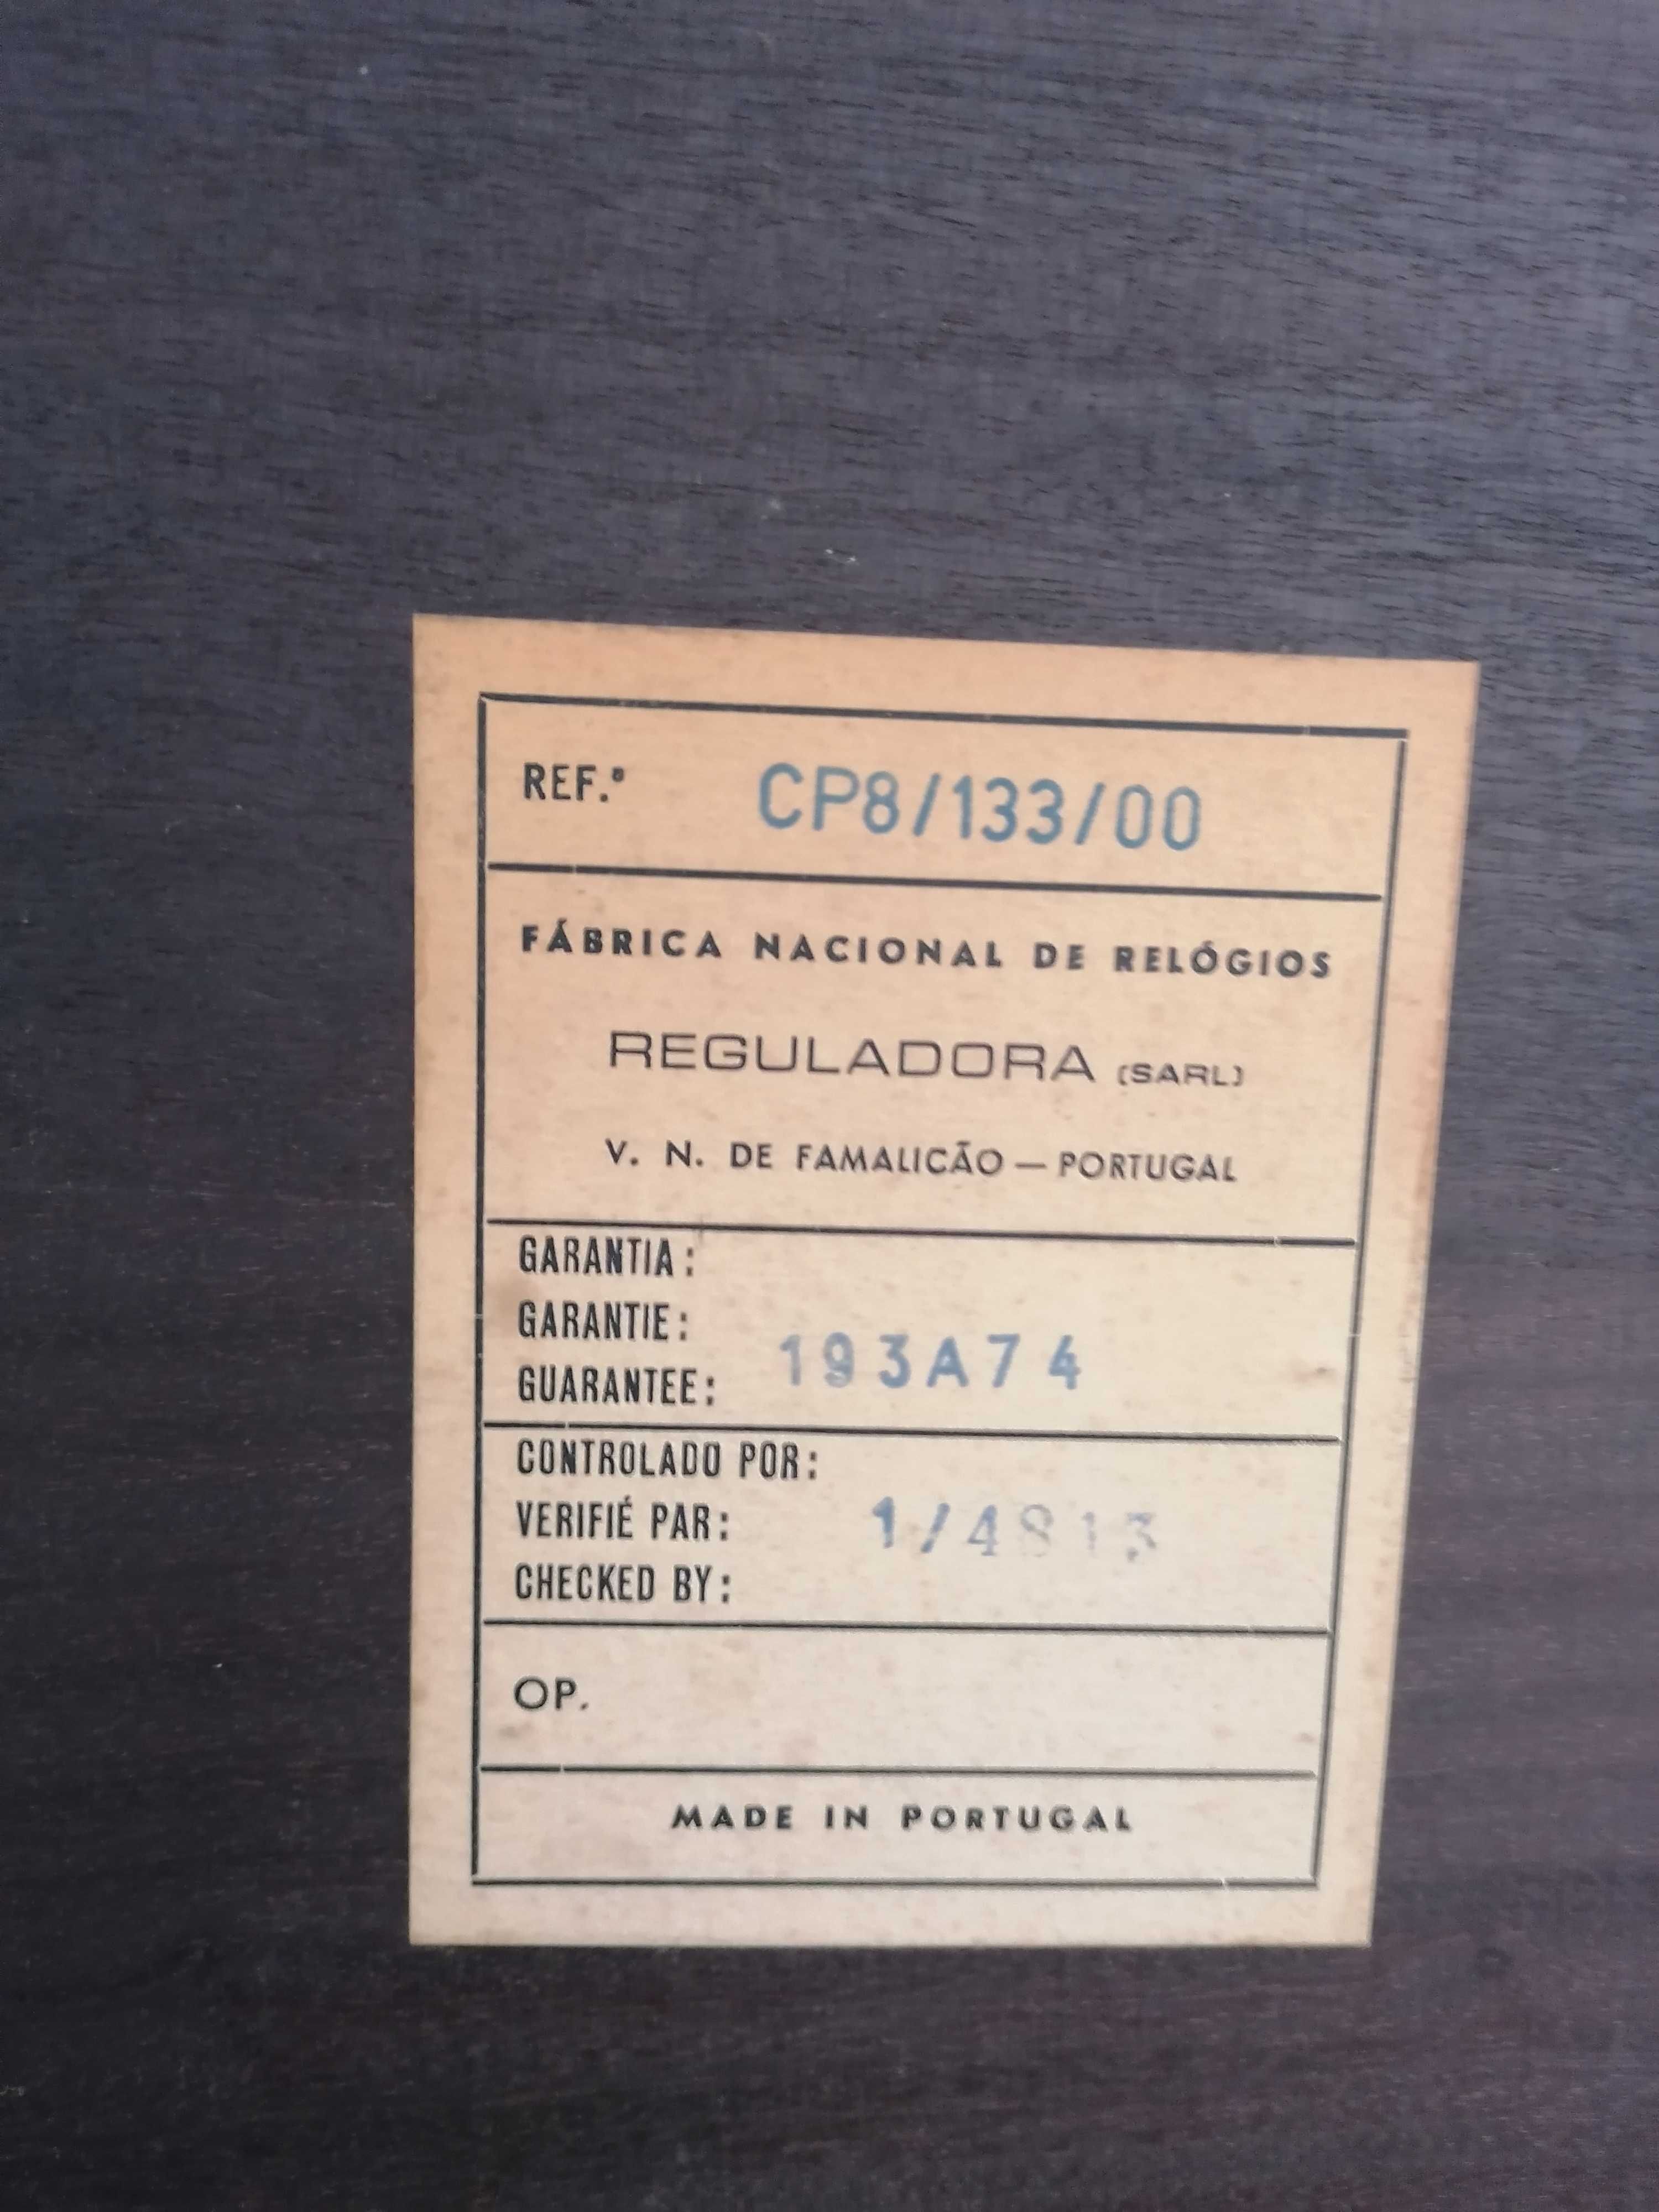 REF.ª CP8/133/00
FÁBRICA NACIONAL DE RELÓGIOS
REGULADORA (SARL)
V. N. DE FAMALICÃO — PORTUGAL
GARANTIA:
GARANTIE:
GUARANTEE: 193A74
CONTROLADO POR:
VERIFIÉ PAR: 1/4813
CHECKED BY:
OP.
MADE IN PORTUGAL